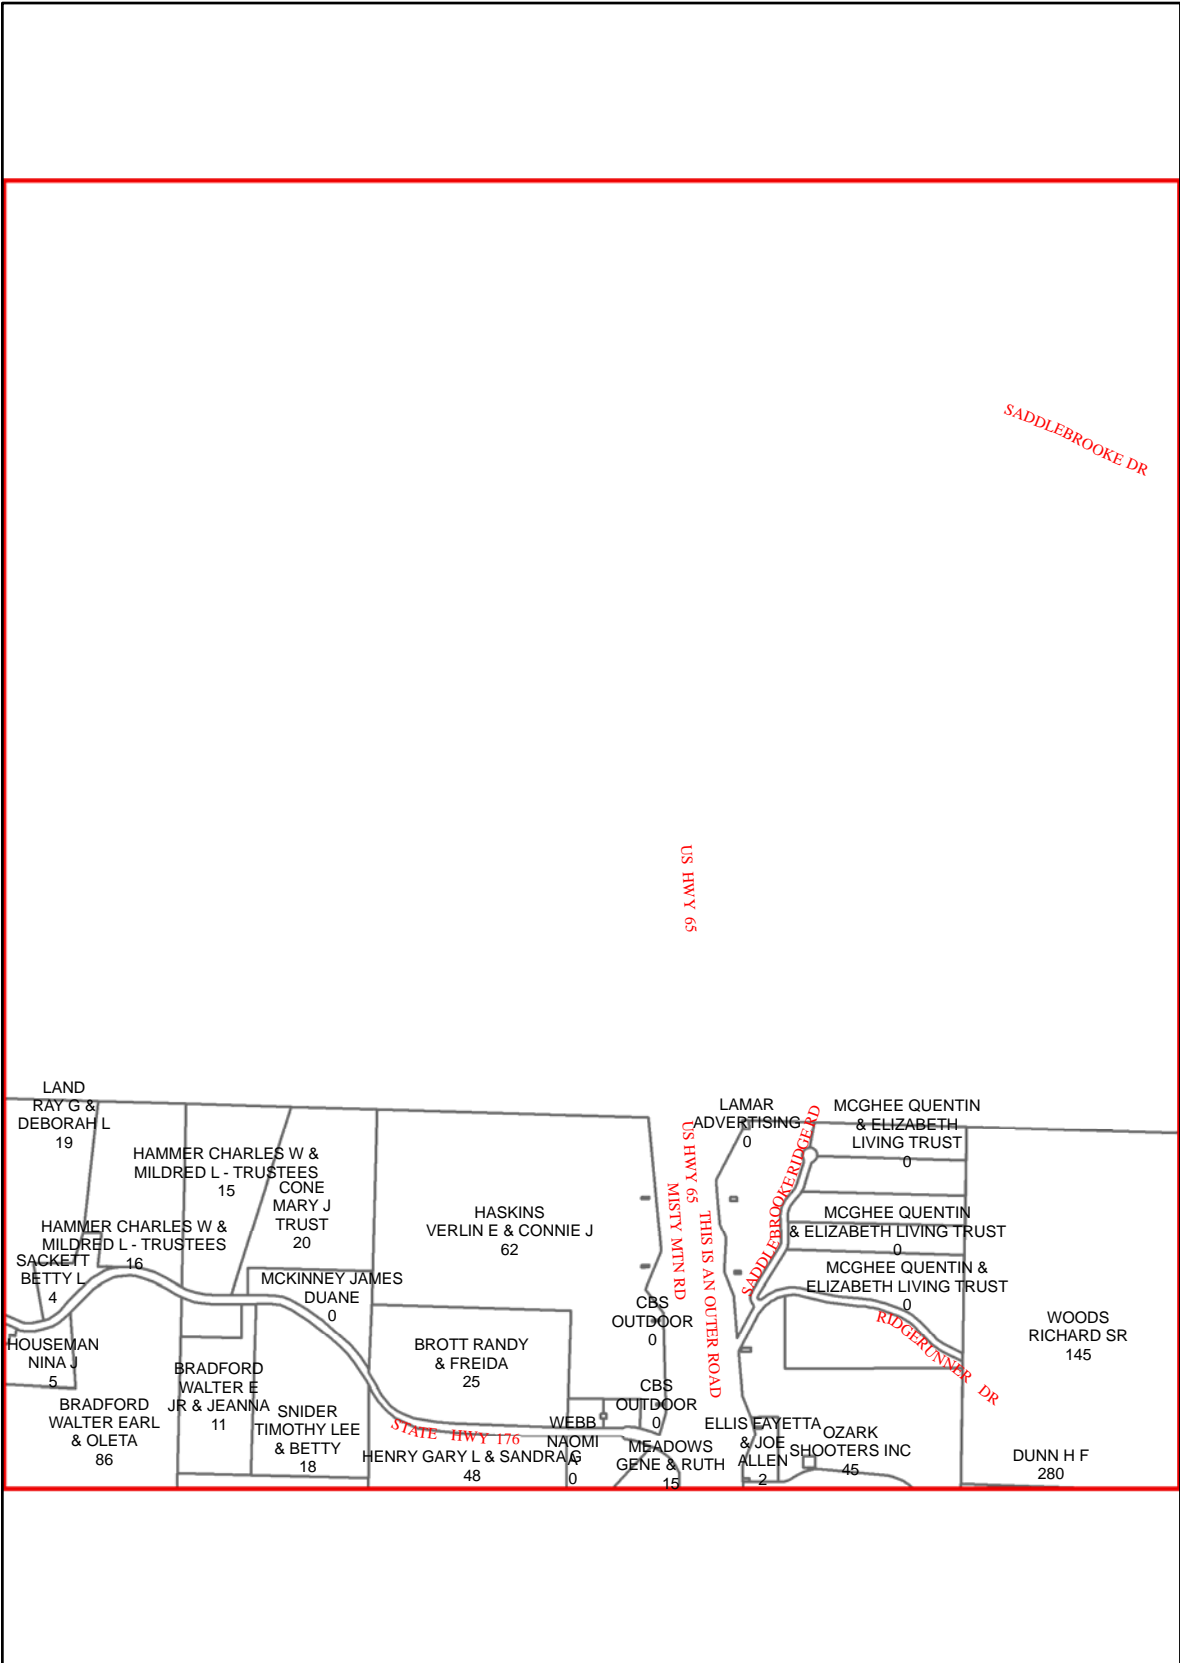 SADDLEBROOKE DR
US HWY 65
LAND
RAY G &
DEBORAH L
19
HAMMER CHARLES W &
MILDRED L - TRUSTEES
15
CONE
MARY J
TRUST
20
HAMMER CHARLES W &
MILDRED L - TRUSTEES
16
SACKETT
BETTY L
4
MCKINNEY JAMES
DUANE
0
HASKINS
VERLIN E & CONNIE J
62
LAMAR
ADVERTISING
0
US HWY 65
MISTY MTN RD
THIS IS AN OUTER ROAD
SADDLEBROOKERIDGE RD
MCGHEE QUENTIN
& ELIZABETH
LIVING TRUST
0
MCGHEE QUENTIN
& ELIZABETH LIVING TRUST
0
MCGHEE QUENTIN &
ELIZABETH LIVING TRUST
0
RIDGERUNNER DR
WOODS
RICHARD SR
145
HOUSEMAN
NINA J
5
BRADFORD
WALTER EARL
& OLETA
86
BRADFORD
WALTER E
JR & JEANNA
11
SNIDER
TIMOTHY LEE
& BETTY
18
BROTT RANDY
& FREIDA
25
STATE HWY 176
HENRY GARY L & SANDRA G
48
WEBB
NAOMI
A
0
CBS
OUTDOOR
0
CBS
OUTDOOR
0
MEADOWS
GENE & RUTH
15
ELLIS FAYETTA
& JOE
ALLEN
2
OZARK
SHOOTERS INC
45
DUNN H F
280